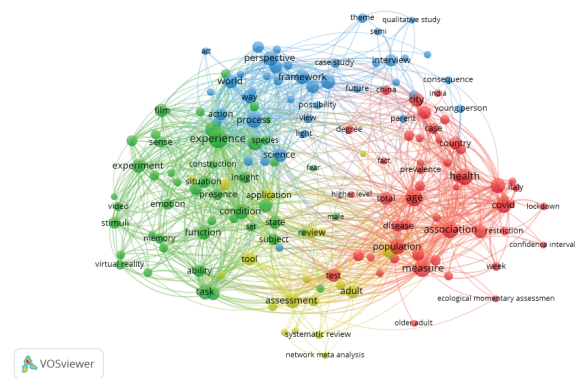 theme
qualitative study
semi
art
perspective
case study
interview
world
framework
consequence
way
future
china
india
film
action
possibility
city
young person
process
view
parent
sense
experience
species
light
degree
case
country
science
fact
experiment
construction
fear
prevalence
health
situation
insight
presence
application
higher level
total
age
italy
video
emotion
condition
covid
lockdown
stimuli
set
state
male
disease
association
restriction
memory
function
subject
review
population
confidence interval
virtual reality
ability
tool
test
measure
week
task
assessment
adult
ecological momentary assessmen
older adult
systematic review
network meta analysis
VOSviewer